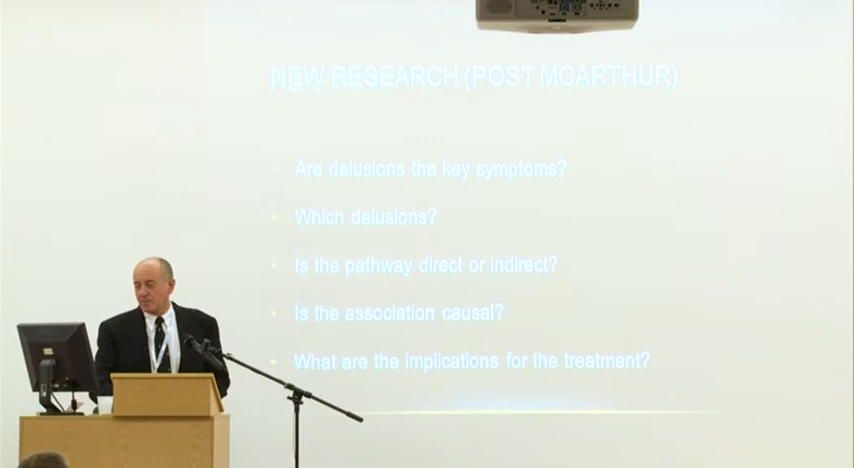 NEW RESEARCH (POST MCARTHUR)
Are delusions the key symptoms?
Which delusions?
Is the pathway direct or indirect?
Is the association causal?
What are the implications for the treatment?